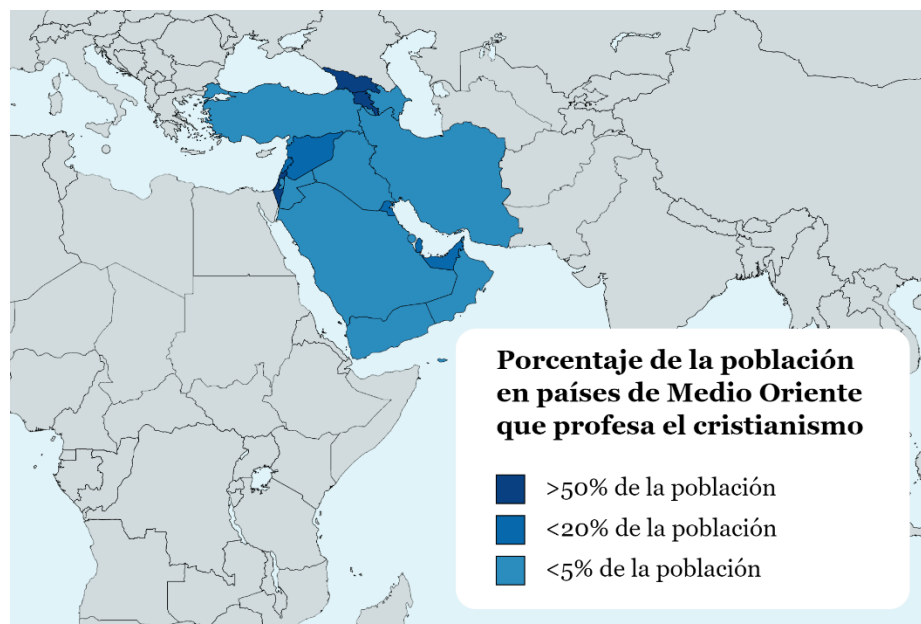 Porcentaje de la población
en países de Medio Oriente
que profesa el cristianismo
>50% de la población
<20% de la población
<5% de la población